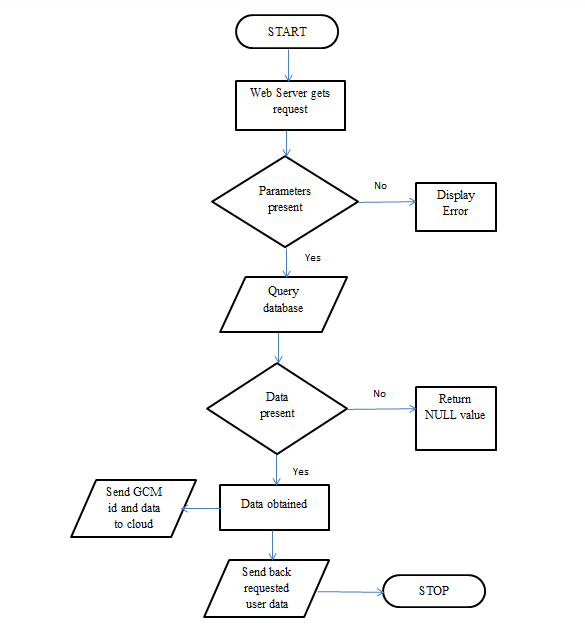 START
Web Server gets
request
Parameters
present
No
Display
Error
Yes
Query
database
Data
present
No
Return
NULL value
Yes
Send GCM
id and data
to cloud
Data obtained
Send back
requested
user data
STOP